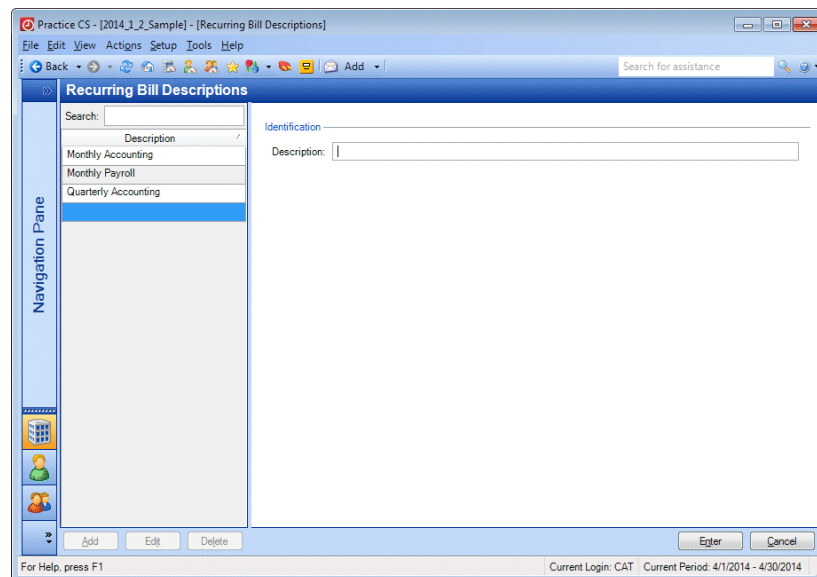 Practice CS - [2014_1_2_Sample] - [Recurring Bill Descriptions]
File Edit View Actions Setup Tools Help
Back Add Search for assistance
Recurring Bill Descriptions
Search:
Identification
Description
Description:
Monthly Accounting
Monthly Payroll
Quarterly Accounting
Navigation Pane
Add Edit Delete Enter Cancel
For Help, press F1 Current Login: CAT Current Period: 4/1/2014 - 4/30/2014